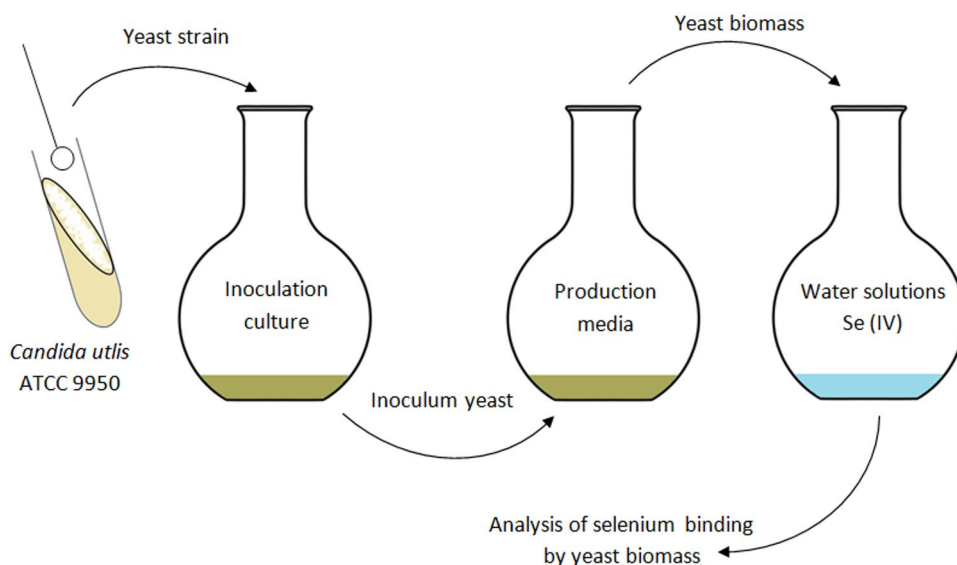 Yeast strain
Yeast biomass
Inoculation
culture
Production
media
Water solutions
Se (IV)
Candida utlis
ATCC 9950
Inoculum yeast
Analysis of selenium binding
by yeast biomass